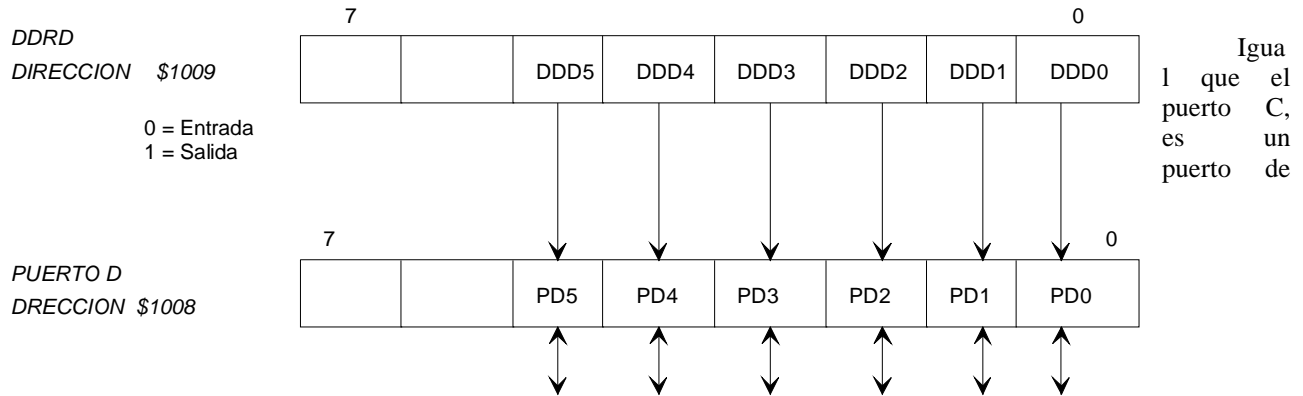 7 0
DDRD
DIRECCION $1009
DDD5 DDD4 DDD3 DDD2 DDD1 DDD0
0 = Entrada
1 = Salida
Igua
l que el
puerto C,
es un
puerto de
7 0
PUERTO D
DRECCION $1008
PD5 PD4 PD3 PD2 PD1 PD0